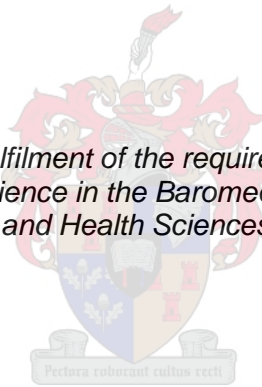 lfilment of the require
ience in the Baromed
and Health Sciences
Pectora roborant cultus recti